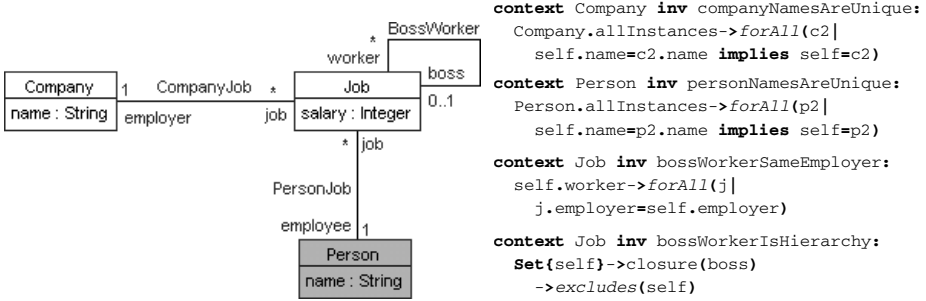 BossWorker
*
worker
boss
0..1
Company
name : String
1 CompanyJob *
employer job
Job
salary : Integer
* job
PersonJob
employee 1
Person
name : String
context Company inv companyNamesAreUnique:
Company.allInstances->forAll(c2|
self.name=c2.name implies self=c2)
context Person inv personNamesAreUnique:
Person.allInstances->forAll(p2|
self.name=p2.name implies self=p2)
context Job inv bossWorkerSameEmployer:
self.worker->forAll(j|
j.employer=self.employer)
context Job inv bossWorkerIsHierarchy:
Set{self}->closure(boss)
->excludes(self)